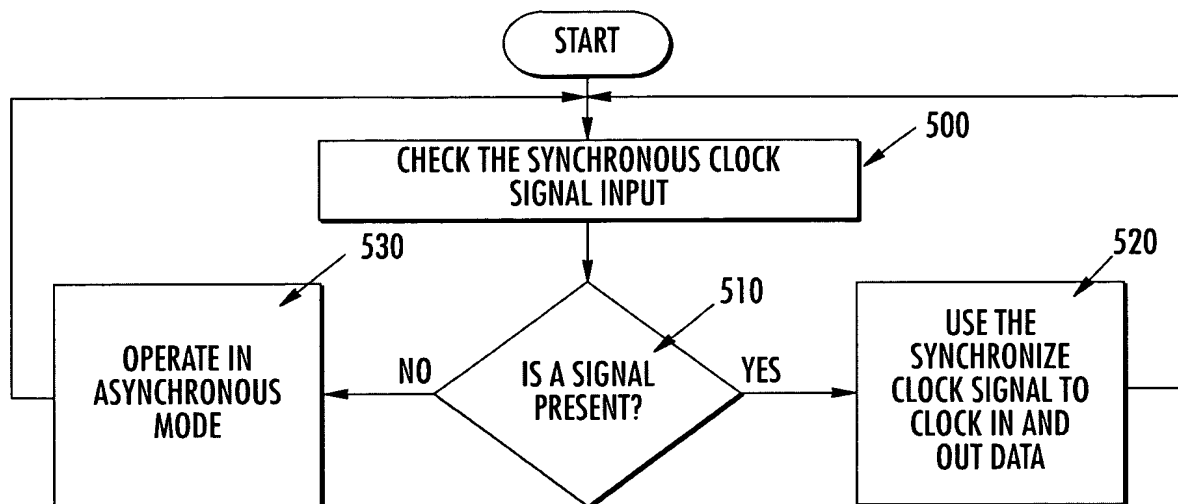 START
500
CHECK THE SYNCHRONOUS CLOCK
SIGNAL INPUT
530
OPERATE IN
ASYNCHRONOUS
MODE
NO
510
IS A SIGNAL
PRESENT?
YES
520
USE THE
SYNCHRONIZE
CLOCK SIGNAL TO
CLOCK IN AND
OUT DATA